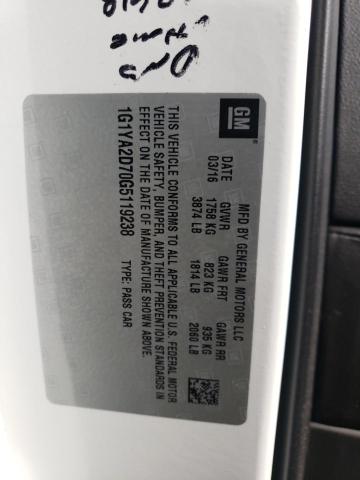 GM
MFD BY GENERAL MOTORS LLC
DATE GVWR GAWR FRT GAWR RR
03/16 1758 KG 823 KG 935 KG
3874 LB 1814 LB 2060 LB
THIS VEHICLE CONFORMS TO ALL APPLICABLE U.S. FEDERAL MOTOR
VEHICLE SAFETY, BUMPER, AND THEFT PREVENTION STANDARDS IN
EFFECT ON THE DATE OF MANUFACTURE SHOWN ABOVE.
1G1YA2D70G5119238 TYPE: PASS CAR